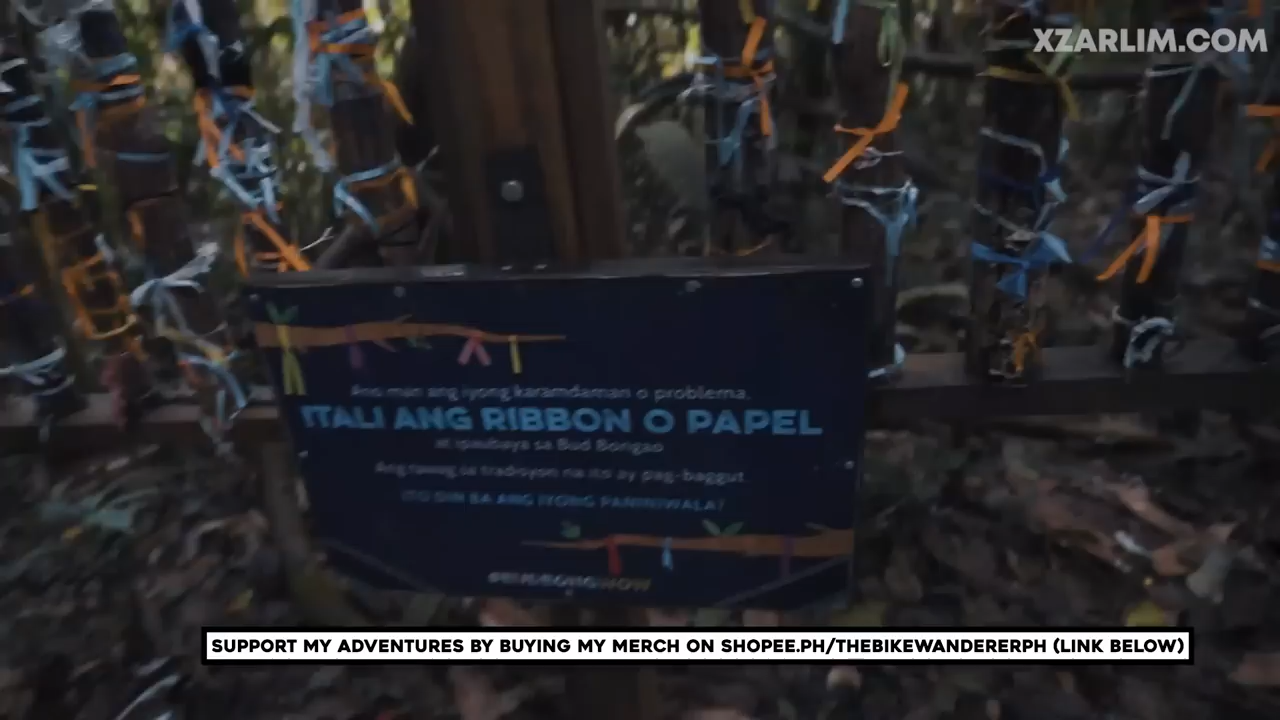 XZARLIM.COM
Ano man ang iyong karamdaman o problema,
ITALI ANG RIBBON O PAPEL
at ipaubaya sa Bud Bongao
Ang tawag sa tradisyon na ito ay pag-baggut.
ITO DIN BA ANG IYONG PANINIWALA?
SUPPORT MY ADVENTURES BY BUYING MY MERCH ON SHOPEE.PH/THEBIKEWANDERERPH (LINK BELOW)